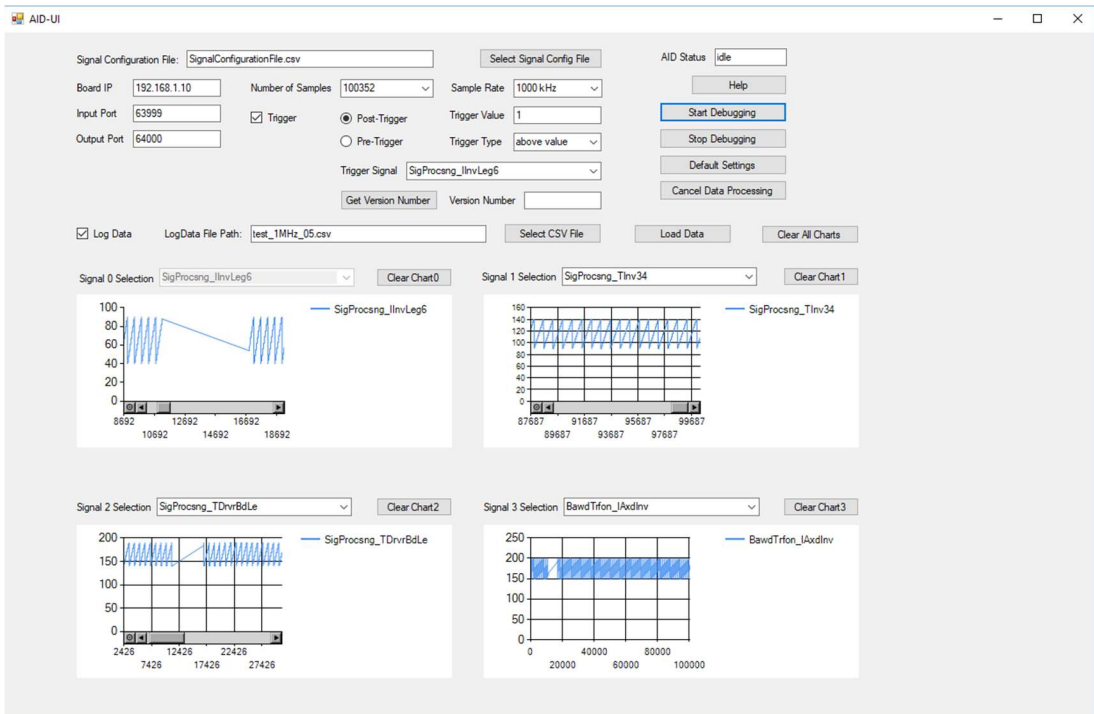 AID-UI
Signal Configuration File: SignalConfigurationFile.csv Select Signal Config File AID Status idle
Board IP 192.168.1.10 Number of Samples 100352 Sample Rate 1000 kHz Help
Input Port 63999 Trigger Post-Trigger Trigger Value 1 Start Debugging
Output Port 64000 Pre-Trigger Trigger Type above value Stop Debugging
Trigger Signal SigProcsng_IInvLeg6 Default Settings
Get Version Number Version Number Cancel Data Processing
Log Data LogData File Path: test_1MHz_05.csv Select CSV File Load Data Clear All Charts
Signal 0 Selection SigProcsng_IInvLeg6 Clear Chart0
100
80
60
40
20
0
SigProcsng_IInvLeg6
8692 12692 16692
10692 14692 18692
Signal 1 Selection SigProcsng_TInv34 Clear Chart1
160
140
120
100
80
60
40
20
0
SigProcsng_TInv34
87687 91687 95687 99687
89687 93687 97687
Signal 2 Selection SigProcsng_TDrvrBdLe Clear Chart2
200
150
100
50
0
SigProcsng_TDrvrBdLe
2426 12426 22426
7426 17426 27426
Signal 3 Selection BawdTrfon_IAxdInv Clear Chart3
250
200
150
100
50
0
BawdTrfon_IAxdInv
0 40000 80000
20000 60000 100000